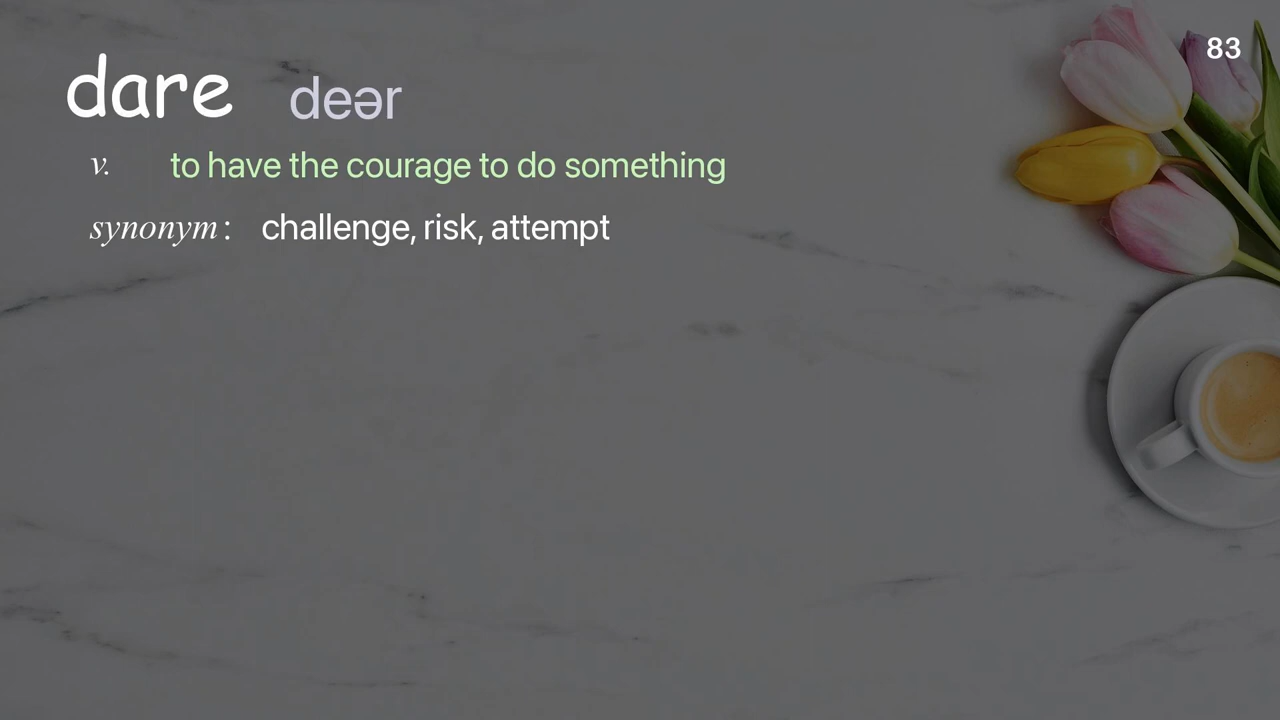 83
dare deər
v. to have the courage to do something
synonym: challenge, risk, attempt